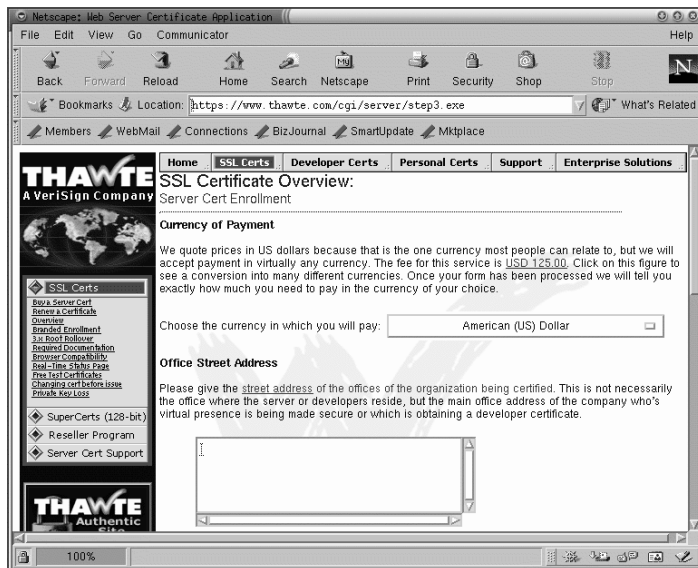 Netscape: Web Server Certificate Application
File Edit View Go Communicator Help
Back Forward Reload Home Search Netscape Print Security Shop Stop
My
N
Bookmarks Location: https://www.thawte.com/cgi/server/step3.exe What's Related
Members WebMail Connections BizJournal SmartUpdate Mktplace
THAWTE
A VeriSign Company
Home SSL Certs Developer Certs Personal Certs Support Enterprise Solutions
SSL Certificate Overview:
Server Cert Enrollment
Currency of Payment
We quote prices in US dollars because that is the one currency most people can relate to, but we will
accept payment in virtually any currency. The fee for this service is USD 125.00. Click on this figure to
see a conversion into many different currencies. Once your form has been processed we will tell you
exactly how much you need to pay in the currency of your choice.
Choose the currency in which you will pay: American (US) Dollar
Office Street Address
Please give the street address of the offices of the organization being certified. This is not necessarily
the office where the server or developers reside, but the main office address of the company who's
virtual presence is being made secure or which is obtaining a developer certificate.
SSL Certs
Buy a Server Cert
Renew a Certificate
Overview
Branded Enrollment
3.x Root Rollover
Required Documentation
Browser Compatibility
Real-Time Status Page
Free Test Certificates
Changing cert before issue
Private Key Loss
SuperCerts (128-bit)
Reseller Program
Server Cert Support
THAWTE
Authentic
Site
100%